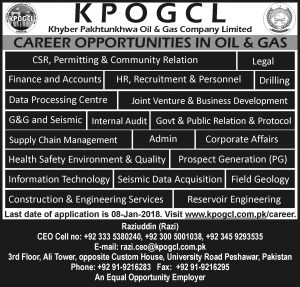 KPOGCL
KPOGCL
Khyber Pakhtunkhwa Oil & Gas Company Limited
CAREER OPPORTUNITIES IN OIL & GAS
CSR, Permitting & Community Relation
Legal
Finance and Accounts
HR, Recruitment & Personnel
Drilling
Data Processing Centre
Joint Venture & Business Development
G&G and Seismic
Internal Audit
Govt & Public Relation & Protocol
Supply Chain Management
Admin
Corporate Affairs
Health Safety Environment & Quality
Prospect Generation (PG)
Information Technology
Seismic Data Acquisition
Field Geology
Construction & Engineering Services
Reservoir Engineering
Last date of application is 08-Jan-2018. Visit www.kpogcl.com.pk/career.
Raziuddin (Razi)
CEO Cell no: +92 333 5380240, +92 300 5001038, +92 345 9293535
E-mail: razi.ceo@kpogcl.com.pk
3rd Floor, Ali Tower, opposite Custom House, University Road Peshawar, Pakistan
Phone: +92 91-9216283 Fax: +92 91-9216295
An Equal Opportunity Employer